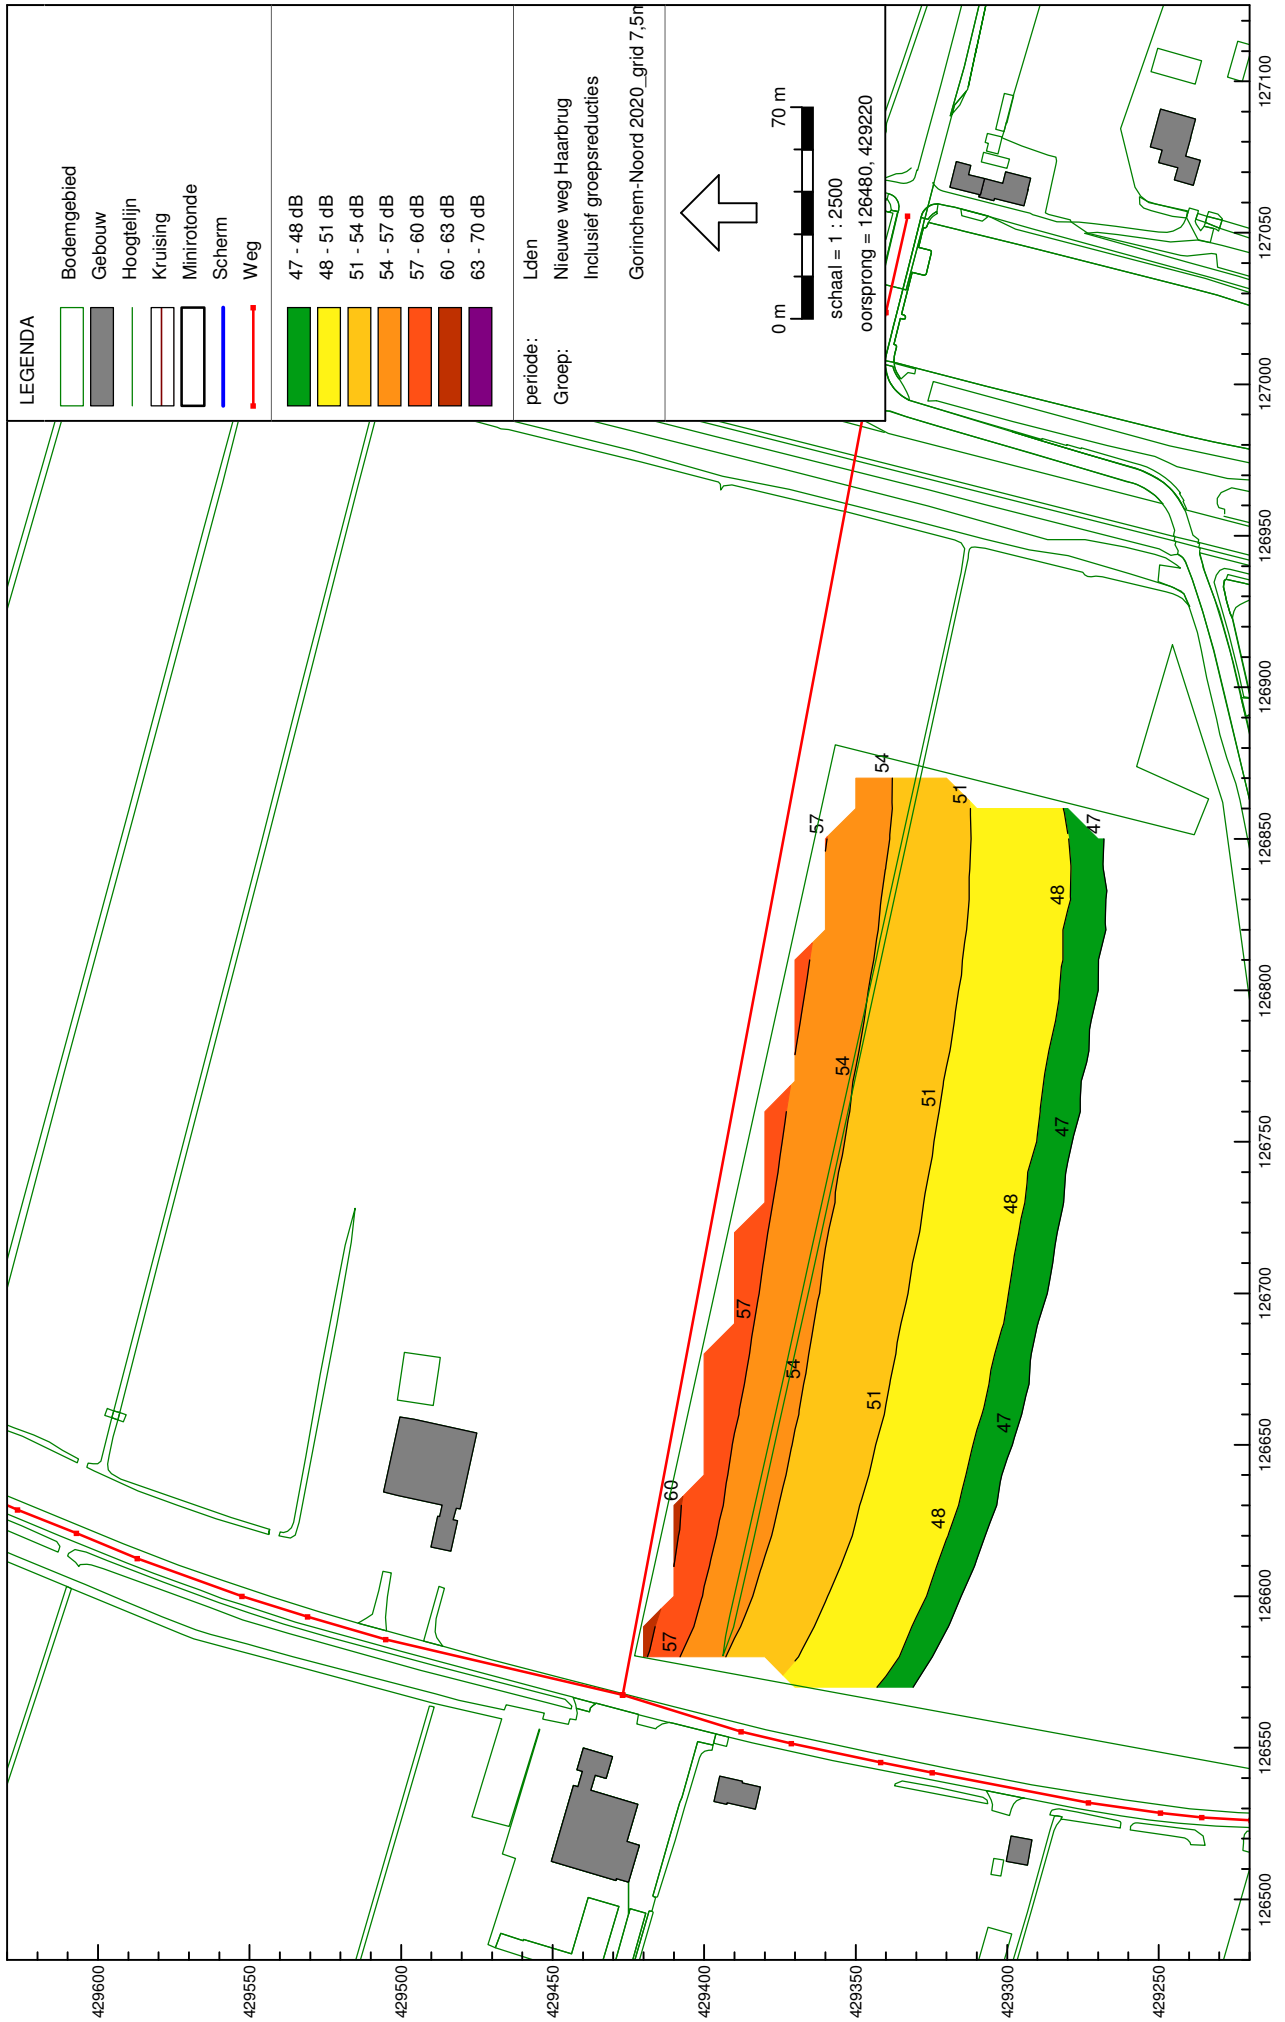 LEGENDA
Bodemgebied
Gebouw
Hoogtelijn
Kruising
Minirotonde
Scherm
Weg
47 - 48 dB
48 - 51 dB
51 - 54 dB
54 - 57 dB
57 - 60 dB
60 - 63 dB
63 - 70 dB
periode: Lden
Groep: Nieuwe weg Haarbrug
Inclusief groepsreducties
Gorinchem-Noord 2020_grid 7,5
0 m 70 m
schaal = 1 : 2500
oorsprong = 126480, 429220
60
57
57
57
54
54
54
51
51
51
48
48
48
47
47
47
429600
429550
429500
429450
429400
429350
429300
429250
126500
126550
126600
126650
126700
126750
126800
126850
126900
126950
127000
127050
127100